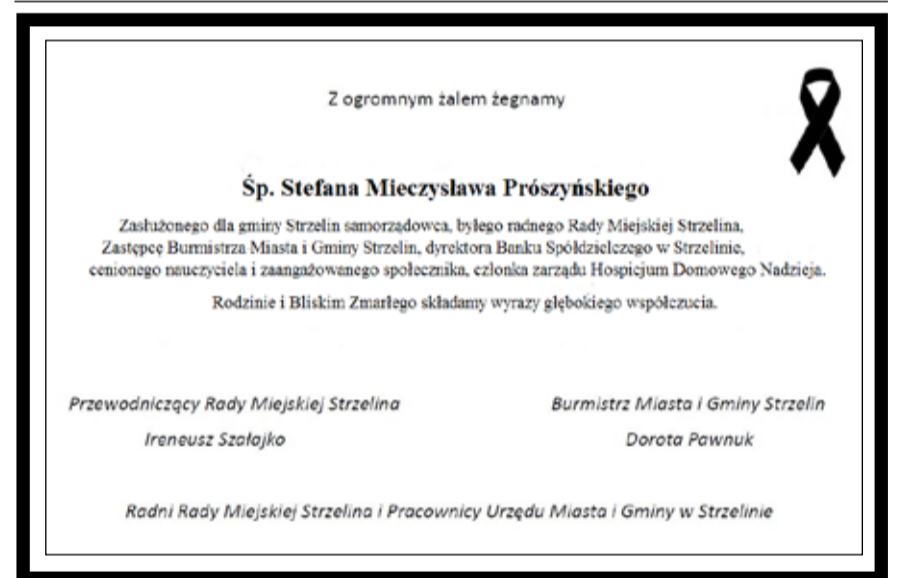 Z ogromnym żalem żegnamy
Śp. Stefana Mieczysława Prószyńskiego
Zasłużonego dla gminy Strzelin samorządowca, byłego radnego Rady Miejskiej Strzelina,
Zastępcę Burmistrza Miasta i Gminy Strzelin, dyrektora Banku Spółdzielczego w Strzelinie,
cenionego nauczyciela i zaangażowanego społecznika, członka zarządu Hospicjum Domowego Nadzieja.
Rodzinie i Bliskim Zmarłego składamy wyrazy głębokiego współczucia.
Przewodniczący Rady Miejskiej Strzelina
Ireneusz Szałajko
Burmistrz Miasta i Gminy Strzelin
Dorota Pawnuk
Radni Rady Miejskiej Strzelina i Pracownicy Urzędu Miasta i Gminy w Strzelinie